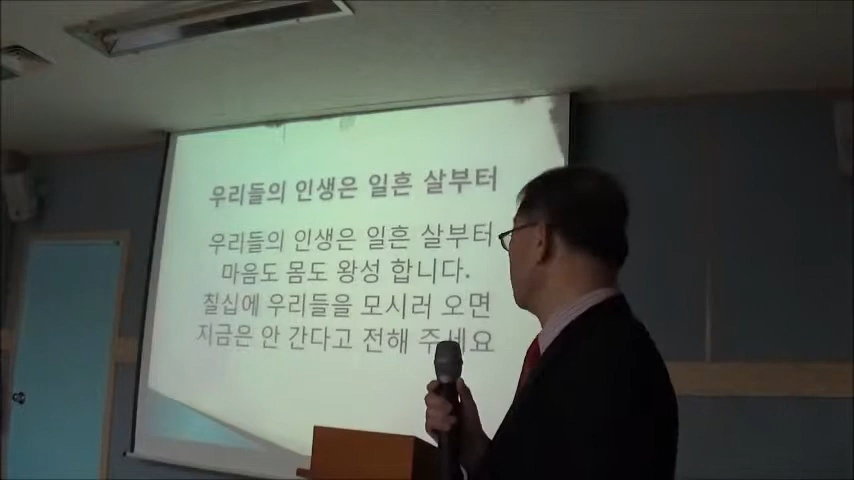 우리들의 인생은 일흔 살부터
우리들의 인생은 일흔 살부터
마음도 몸도 왕성 합니다.
칠십에 우리들을 모시러 오면
지금은 안 간다고 전해 주세요